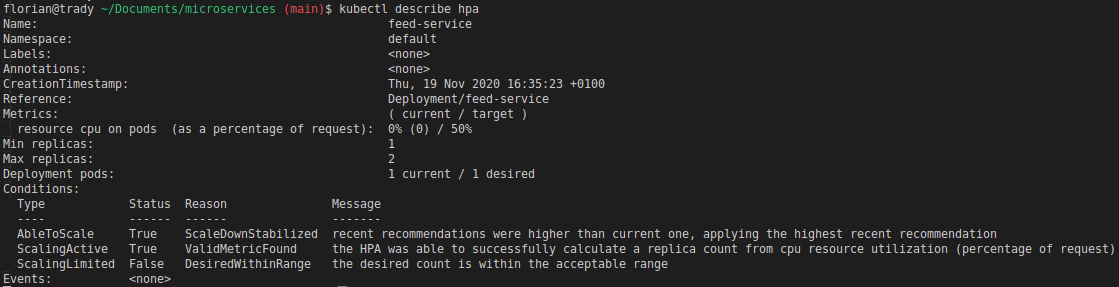 florian@trady ~/Documents/microservices (main)$ kubectl describe hpa
Name: feed-service
Namespace: default
Labels: <none>
Annotations: <none>
CreationTimestamp: Thu, 19 Nov 2020 16:35:23 +0100
Reference: Deployment/feed-service
Metrics: ( current / target )
  resource cpu on pods  (as a percentage of request): 0% (0) / 50%
Min replicas: 1
Max replicas: 2
Deployment pods: 1 current / 1 desired
Conditions:
  Type            Status  Reason               Message
  ----            ------  ------               -------
  AbleToScale     True    ScaleDownStabilized  recent recommendations were higher than current one, applying the highest recent recommendation
  ScalingActive   True    ValidMetricFound     the HPA was able to successfully calculate a replica count from cpu resource utilization (percentage of request)
  ScalingLimited  False   DesiredWithinRange   the desired count is within the acceptable range
Events:           <none>